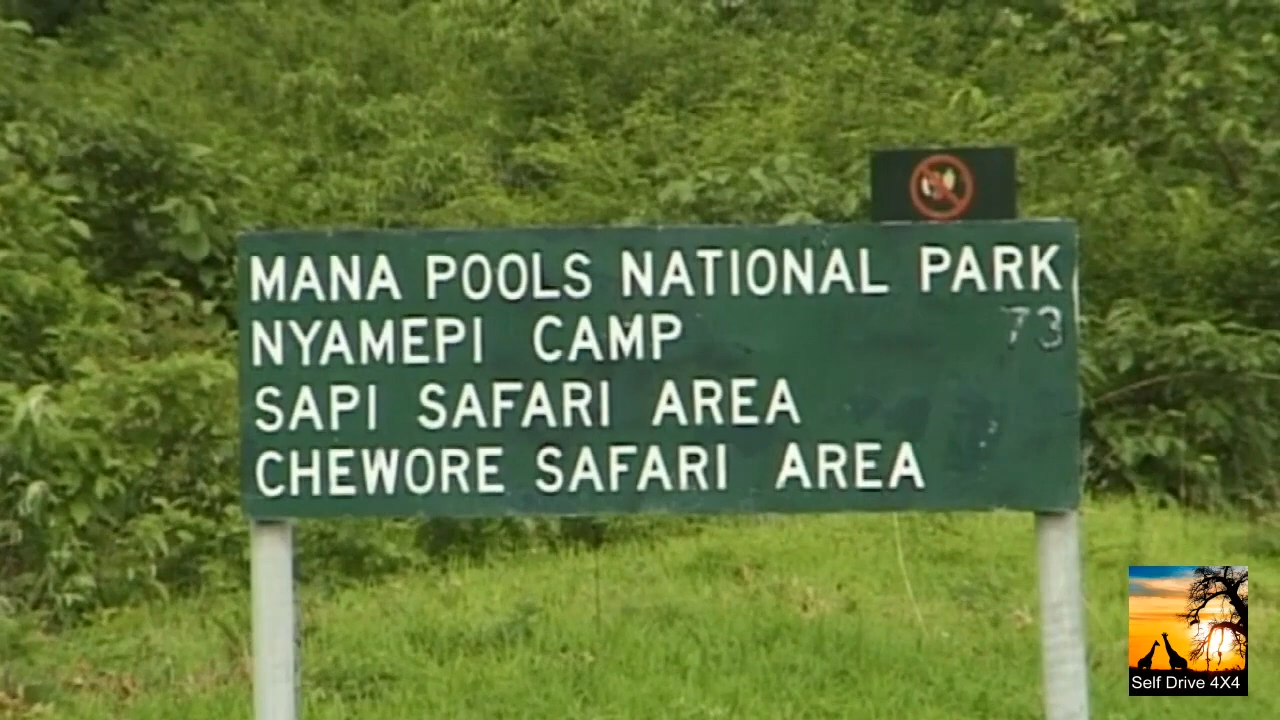 MANA POOLS NATIONAL PARK
NYAMEPI CAMP 73
SAPI SAFARI AREA
CHEWORE SAFARI AREA
Self Drive 4X4